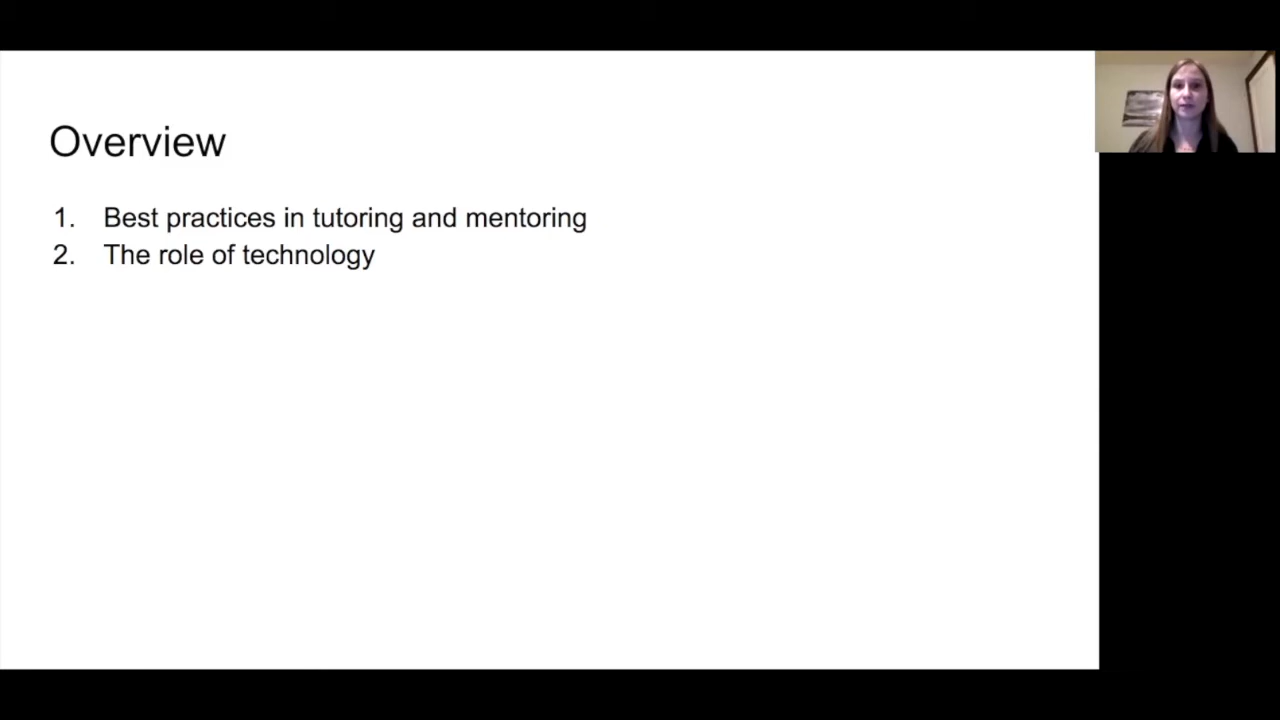 Overview
1. Best practices in tutoring and mentoring
2. The role of technology